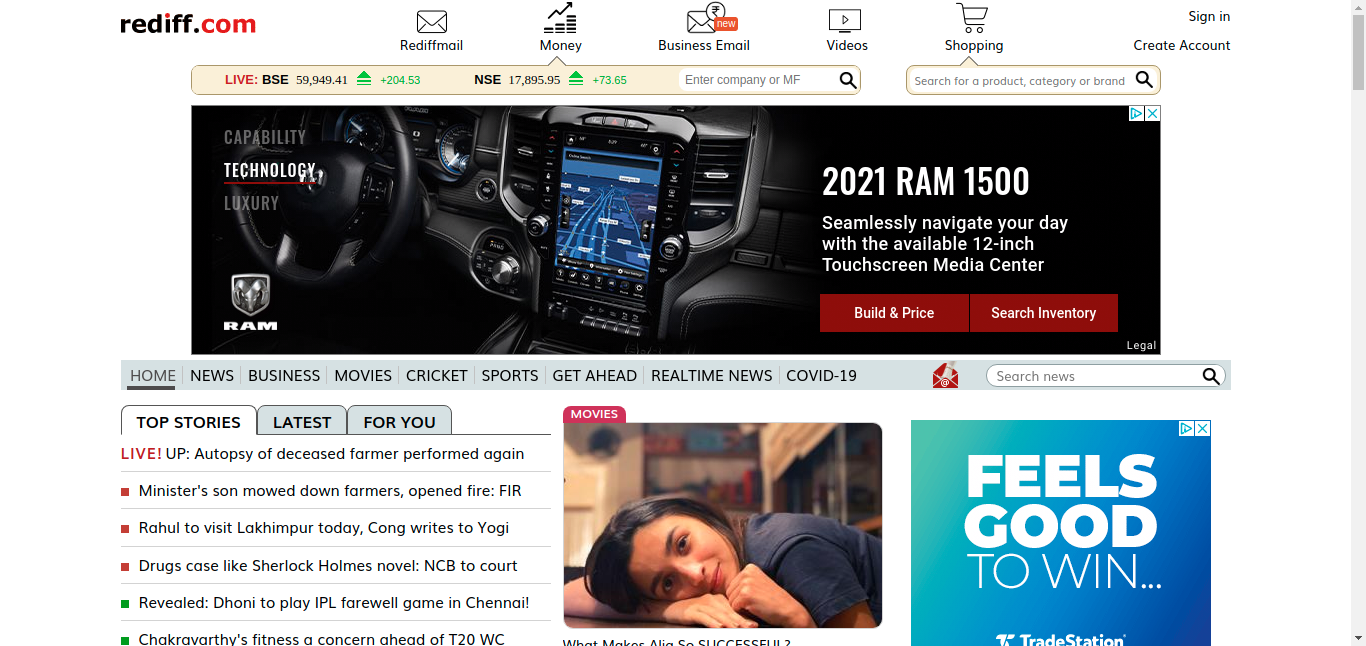 rediff.com
Rediffmail
Money
new
Business Email
Videos
Shopping
Sign in
Create Account
LIVE: BSE 59,949.41 +204.53 NSE 17,895.95 +73.65
Enter company or MF
Search for a product, category or brand
CAPABILITY
TECHNOLOGY
LUXURY
RAM
2021 RAM 1500
Seamlessly navigate your day
with the available 12-inch
Touchscreen Media Center
Build & Price
Search Inventory
Legal
HOME NEWS BUSINESS MOVIES CRICKET SPORTS GET AHEAD REALTIME NEWS COVID-19
Search news
TOP STORIES LATEST FOR YOU
LIVE! UP: Autopsy of deceased farmer performed again
Minister's son mowed down farmers, opened fire: FIR
Rahul to visit Lakhimpur today, Cong writes to Yogi
Drugs case like Sherlock Holmes novel: NCB to court
Revealed: Dhoni to play IPL farewell game in Chennai!
Chakravarthy's fitness a concern ahead of T20 WC
MOVIES
What Makes Alia So SUCCESSFUL?
FEELS
GOOD
TO WIN...
TradeStation